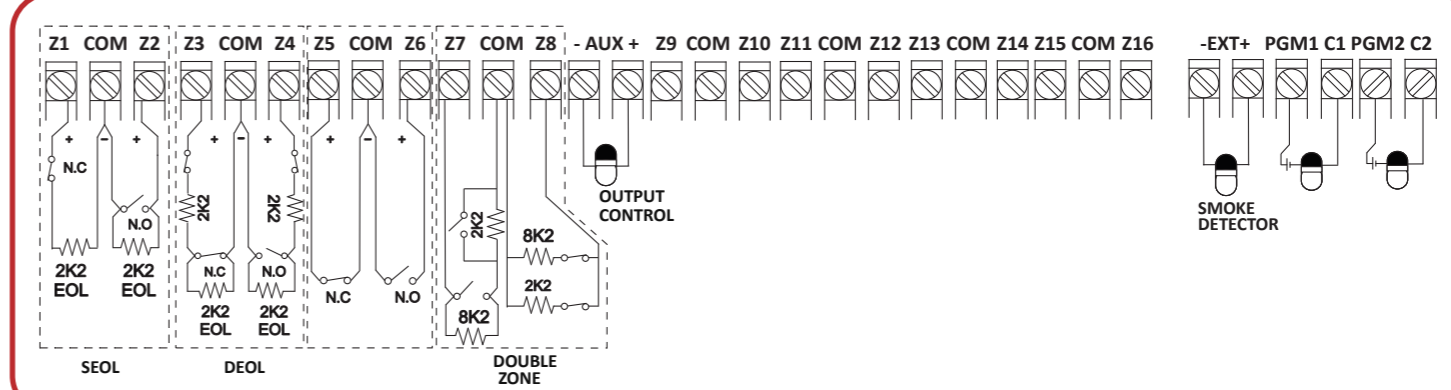 Z1 COM Z2 Z3 COM Z4 Z5 COM Z6 Z7 COM Z8 - AUX + Z9 COM Z10 Z11 COM Z12 Z13 COM Z14 Z15 COM Z16 -EXT+ PGM1 C1 PGM2 C2
+ - + + - + + - +
N.C
2K2
2K2
N.O
2K2
EOL
2K2
EOL
N.C
N.O
2K2
EOL
2K2
EOL
N.C
N.O
2K2
8K2
8K2
2K2
OUTPUT
CONTROL
SMOKE
DETECTOR
SEOL
DEOL
DOUBLE
ZONE